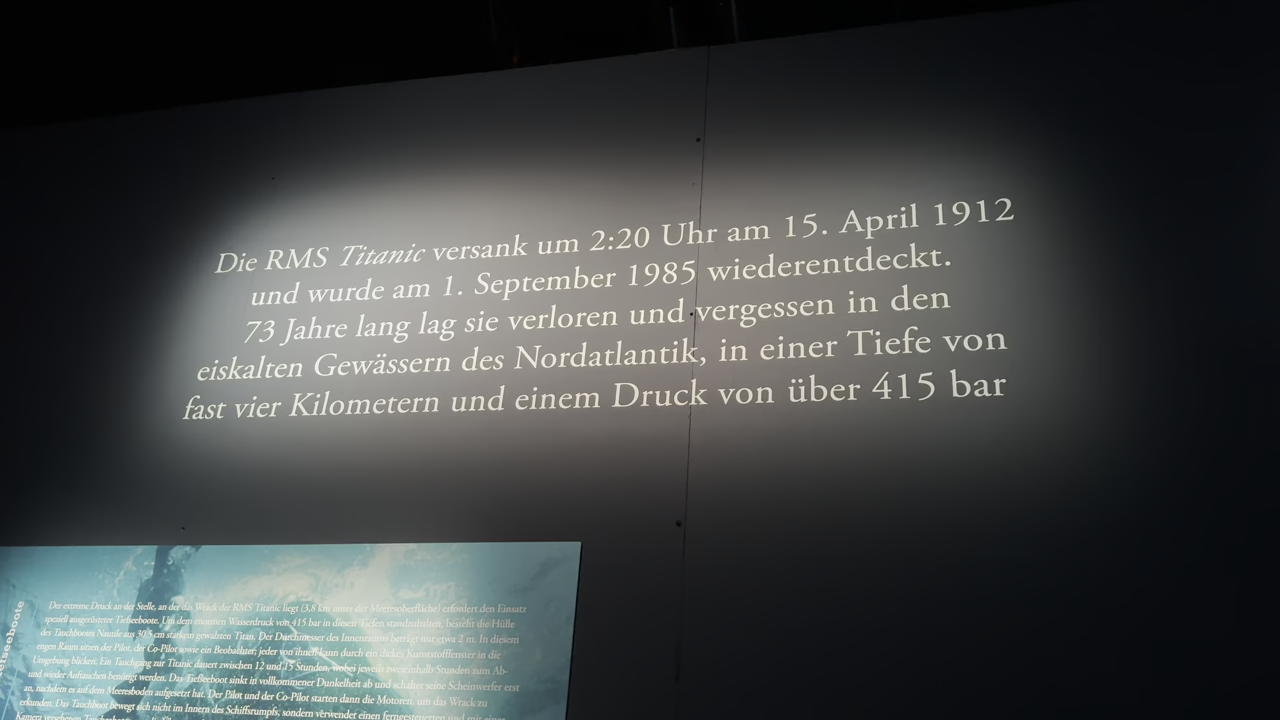 Die RMS Titanic versank um 2:20 Uhr am 15. April 1912
und wurde am 1. September 1985 wiederentdeckt.
73 Jahre lang lag sie verloren und vergessen in den
eiskalten Gewässern des Nordatlantik, in einer Tiefe von
fast vier Kilometern und einem Druck von über 415 bar
Der extreme Druck an der Stelle, an der das Wrack der RMS Titanic liegt (3,8 km unter der Meeresoberfläche) erfordert den Einsatz
speziell ausgerüsteter Tiefseeboote. Um dem enormen Wasserdruck von 415 bar in diesen Tiefen standzuhalten, besteht die Hülle
des Tauchbootes Nautile aus 30,5 cm starkem gewalzten Titan. Der Durchmesser des Innenraums beträgt nur etwa 2 m. In diesem
engen Raum sitzen der Pilot, der Co-Pilot sowie ein Beobachter; jeder von ihnen kann durch ein dickes Kunststofffenster in die
Umgebung blicken. Ein Tauchgang zur Titanic dauert zwischen 12 und 15 Stunden, wobei jeweils zweieinhalb Stunden zum Ab-
und wieder Auftauchen benötigt werden. Das Tiefseeboot sinkt in vollkommener Dunkelheit ab und schaltet seine Scheinwerfer erst
an, nachdem es auf dem Meeresboden aufgesetzt hat. Der Pilot und der Co-Pilot starten dann die Motoren, um das Wrack zu
erkunden. Das Tauchboot bewegt sich nicht im Innern des Schiffsrumpfs, sondern verwendet einen ferngesteuerten und mit einer
Kamera versehenen